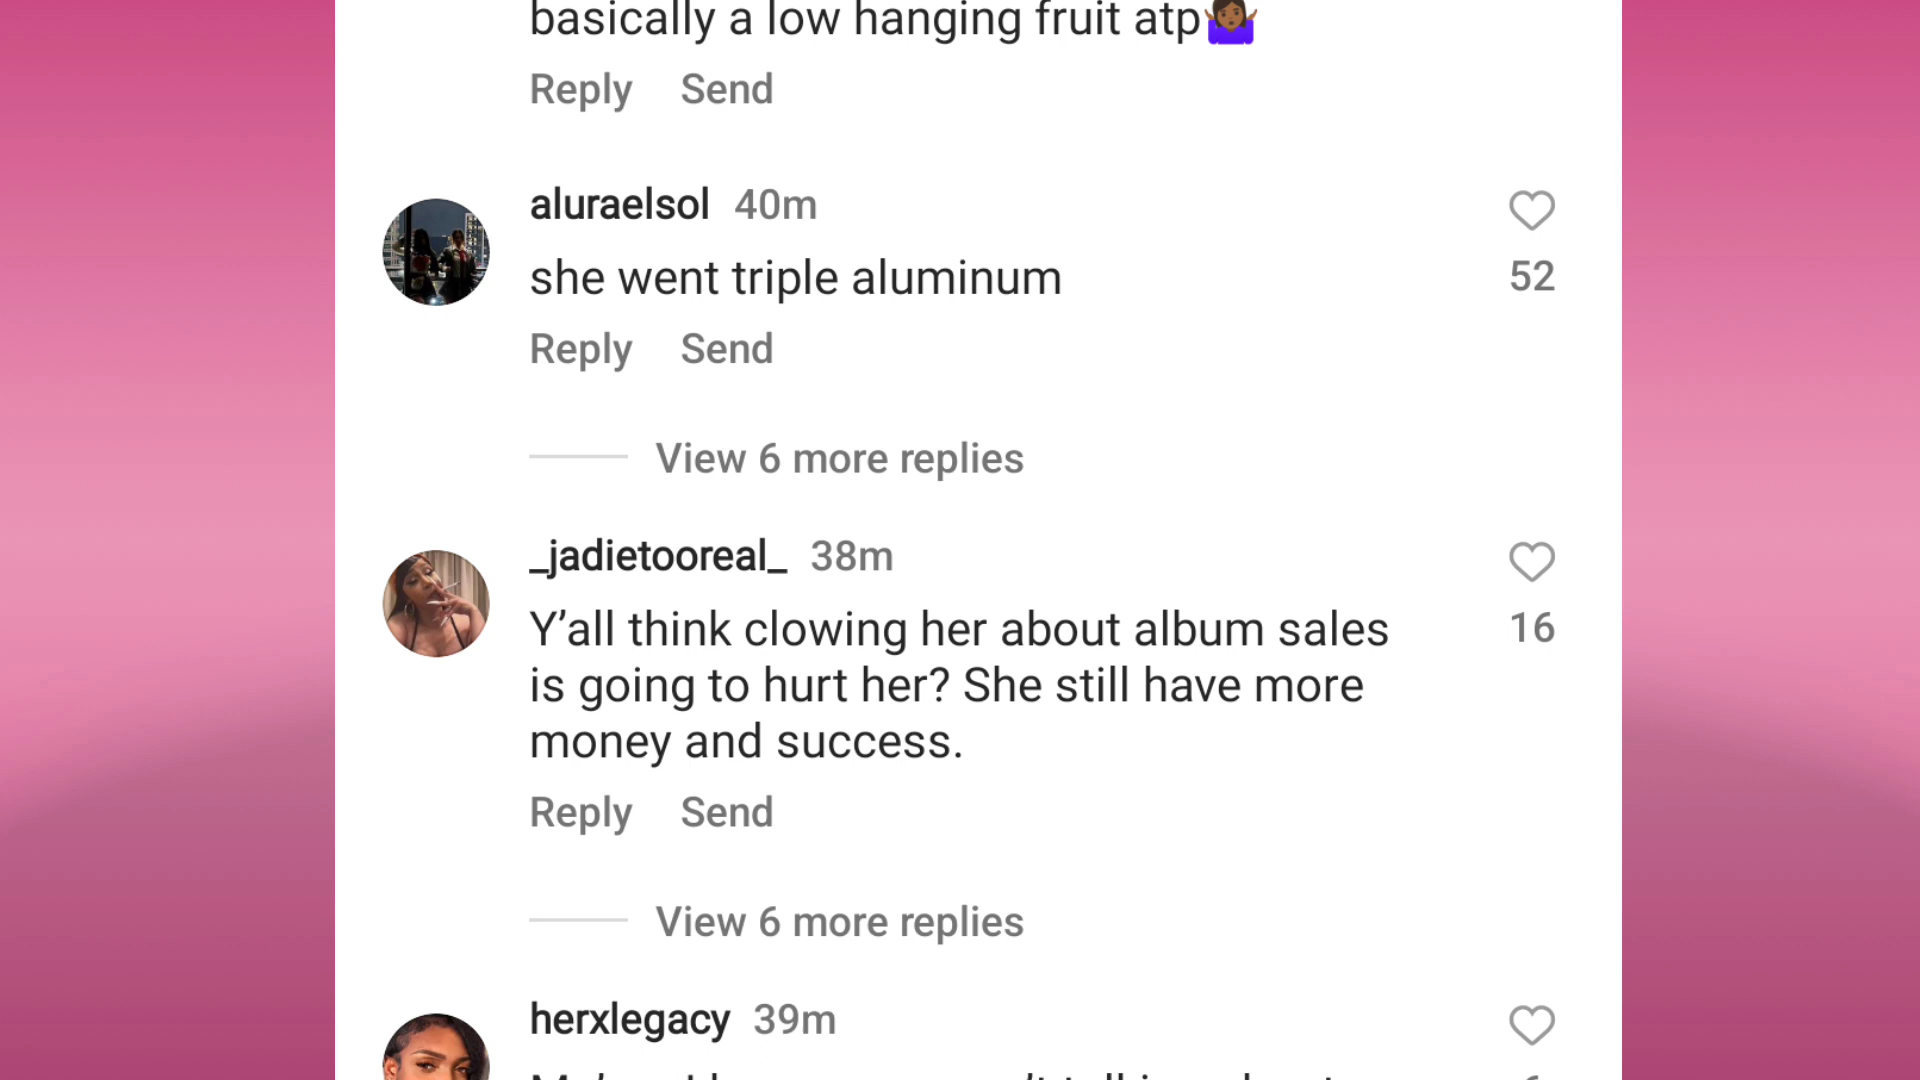 basically a low hanging fruit atp🤷🏾‍♀️
Reply Send
aluraelsol 40m
she went triple aluminum
52
Reply Send
View 6 more replies
_jadietooreal_ 38m
Y’all think clowing her about album sales
16
is going to hurt her? She still have more
money and success.
Reply Send
View 6 more replies
herxlegacy 39m